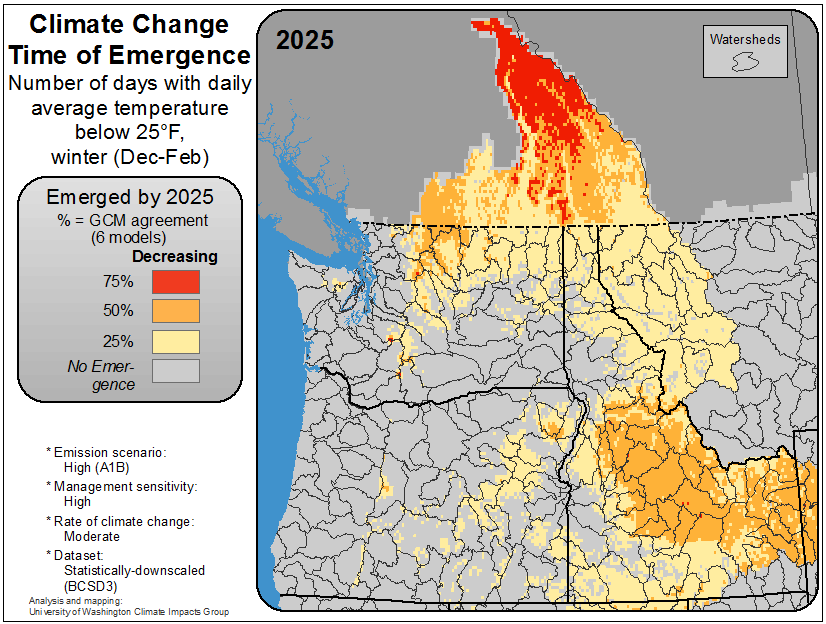 Climate Change
Time of Emergence
Number of days with daily
average temperature
below 25°F,
winter (Dec-Feb)
Emerged by 2025
% = GCM agreement
(6 models)
Decreasing
75%
50%
25%
No Emer-
gence
* Emission scenario:
High (A1B)
* Management sensitivity:
High
* Rate of climate change:
Moderate
* Dataset:
Statistically-downscaled
(BCSD3)
Analysis and mapping:
University of Washington Climate Impacts Group
2025
Watersheds